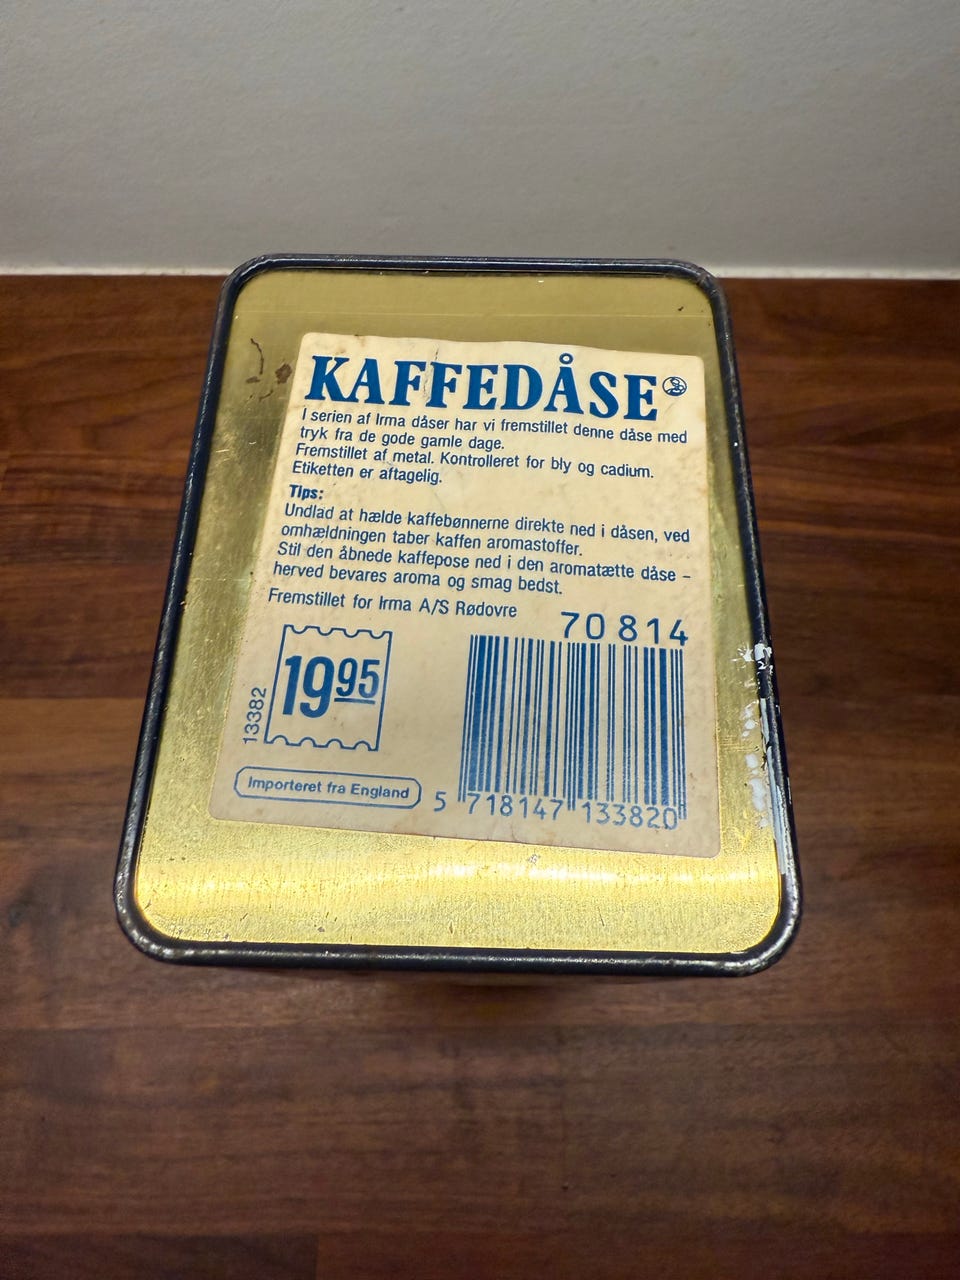 KAFFEDÅSE
I serien af Irma dåser har vi fremstillet denne dåse med
tryk fra de gode gamle dage.
Fremstillet af metal. Kontrolleret for bly og cadium.
Etiketten er aftagelig.
Tips:
Undlad at hælde kaffebønnerne direkte ned i dåsen, ved
omhældningen taber kaffen aromastoffer.
Stil den åbnede kaffepose ned i den aromatætte dåse –
herved bevares aroma og smag bedst.
Fremstillet for Irma A/S Rødovre
70 814
19 95
13382
Importeret fra England
5 718147 133820